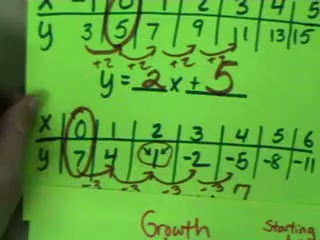 x -1 0 1 2 3 4 5
y 3 5 7 9 11 13 15
+2 +2 +2 +2
y = 2 x + 5
x 0 1 2 3 4 5 6
y 7 4 "1" -2 -5 -8 -11
-3 -3 -3 -3 7
Growth Starting